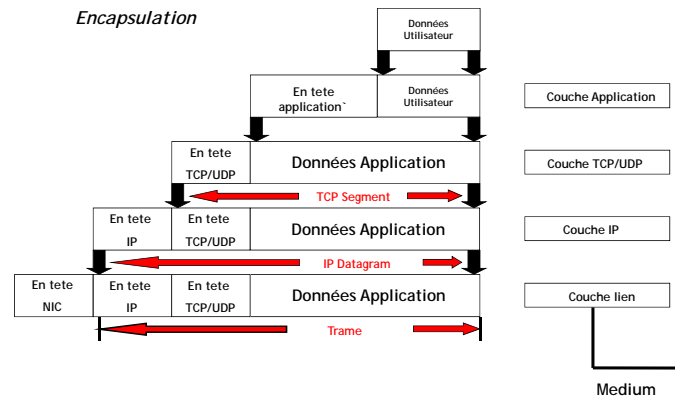 Encapsulation
Données
Utilisateur
En tete
application`
Données
Utilisateur
Couche Application
En tete
TCP/UDP
Données Application
Couche TCP/UDP
TCP Segment
En tete
IP
En tete
TCP/UDP
Données Application
Couche IP
IP Datagram
En tete
NIC
En tete
IP
En tete
TCP/UDP
Données Application
Couche lien
Trame
Medium